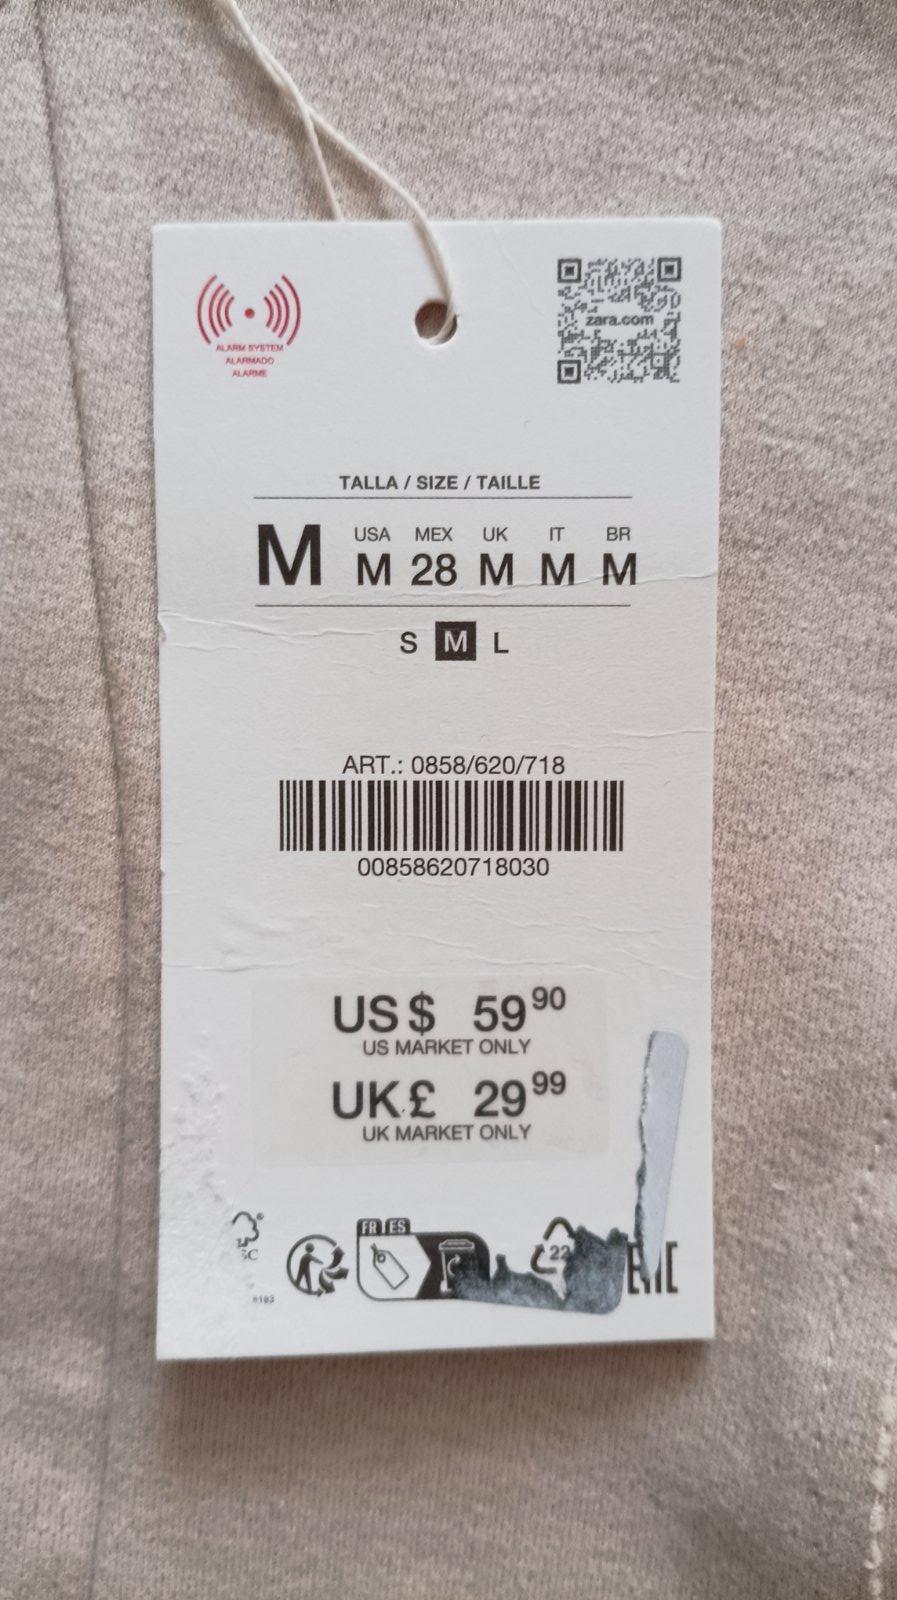 zara.com
ALARM SYSTEM
ALARMADO
ALARME
TALLA / SIZE / TAILLE
M USA MEX UK IT BR
M 28 M M M
S M L
ART.: 0858/620/718
00858620718030
US$ 59 90
US MARKET ONLY
UK£ 29 99
UK MARKET ONLY
FR ES
22